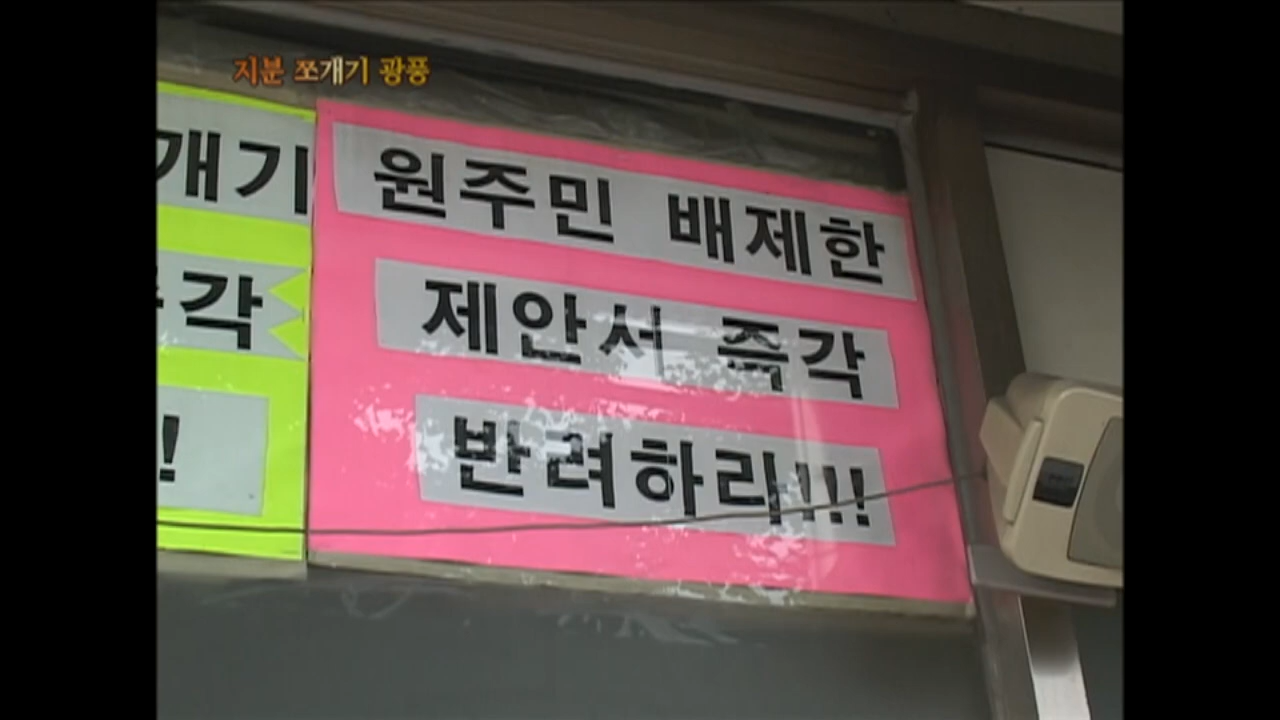 지분 쪼개기 광풍
개기
각
!
원주민 배제한
제안서 즉각
반려하라!!!